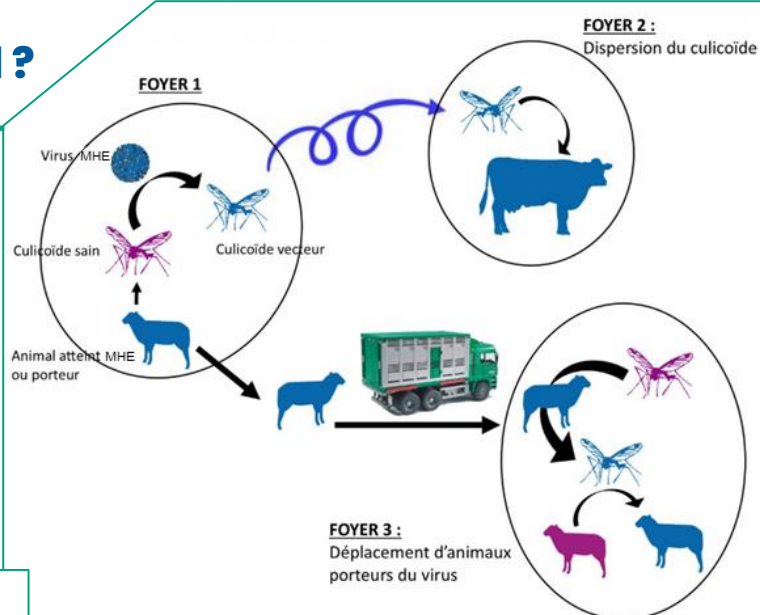 ?
FOYER 1
Virus MHE
Culicoïde sain
Culicoïde vecteur
Animal atteint MHE
ou porteur
FOYER 2 :
Dispersion du culicoïde
FOYER 3 :
Déplacement d'animaux
porteurs du virus